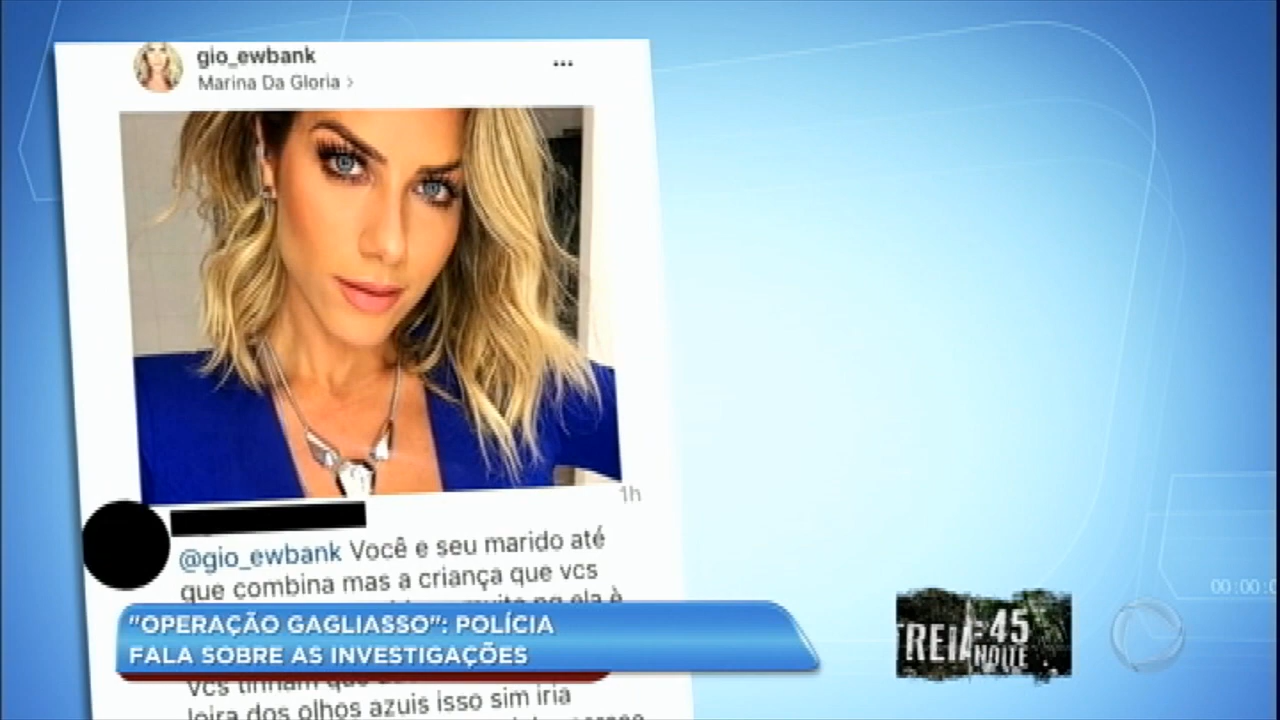 gio_ewbank
Marina Da Gloria >
1h
@gio_ewbank Você e seu marido até
que combina mas a criança que vcs
"OPERAÇÃO GAGLIASSO": POLÍCIA
FALA SOBRE AS INVESTIGAÇÕES
vcs tinham que
loira dos olhos azuis isso sim iria
:45
NOITE
00:00:0